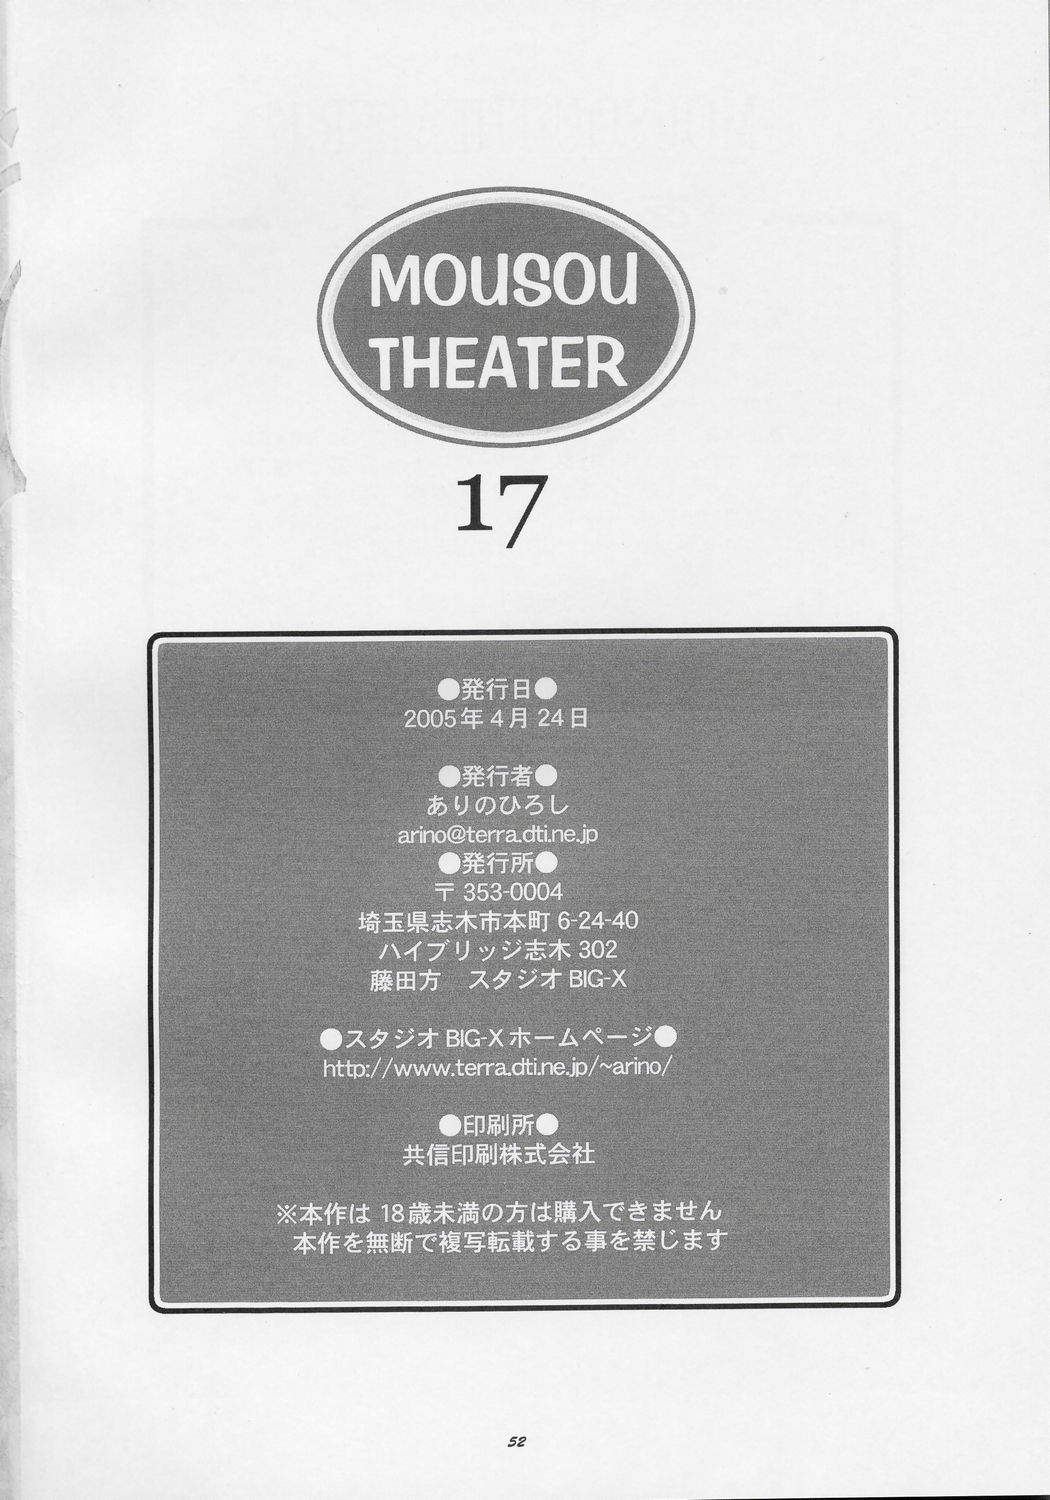 MOUSOU
THEATER
17
●発行日●
2005年4月24日
●発行者●
ありのひろし
arino@terra.dti.ne.jp
●発行所●
〒353-0004
埼玉県志木市本町6-24-40
ハイブリッジ志木302
藤田方　スタジオBIG-X
●スタジオBIG-Xホームページ●
http://www.terra.dti.ne.jp/~arino/
●印刷所●
共信印刷株式会社
※本作は18歳未満の方は購入できません
本作を無断で複写転載する事を禁じます
52